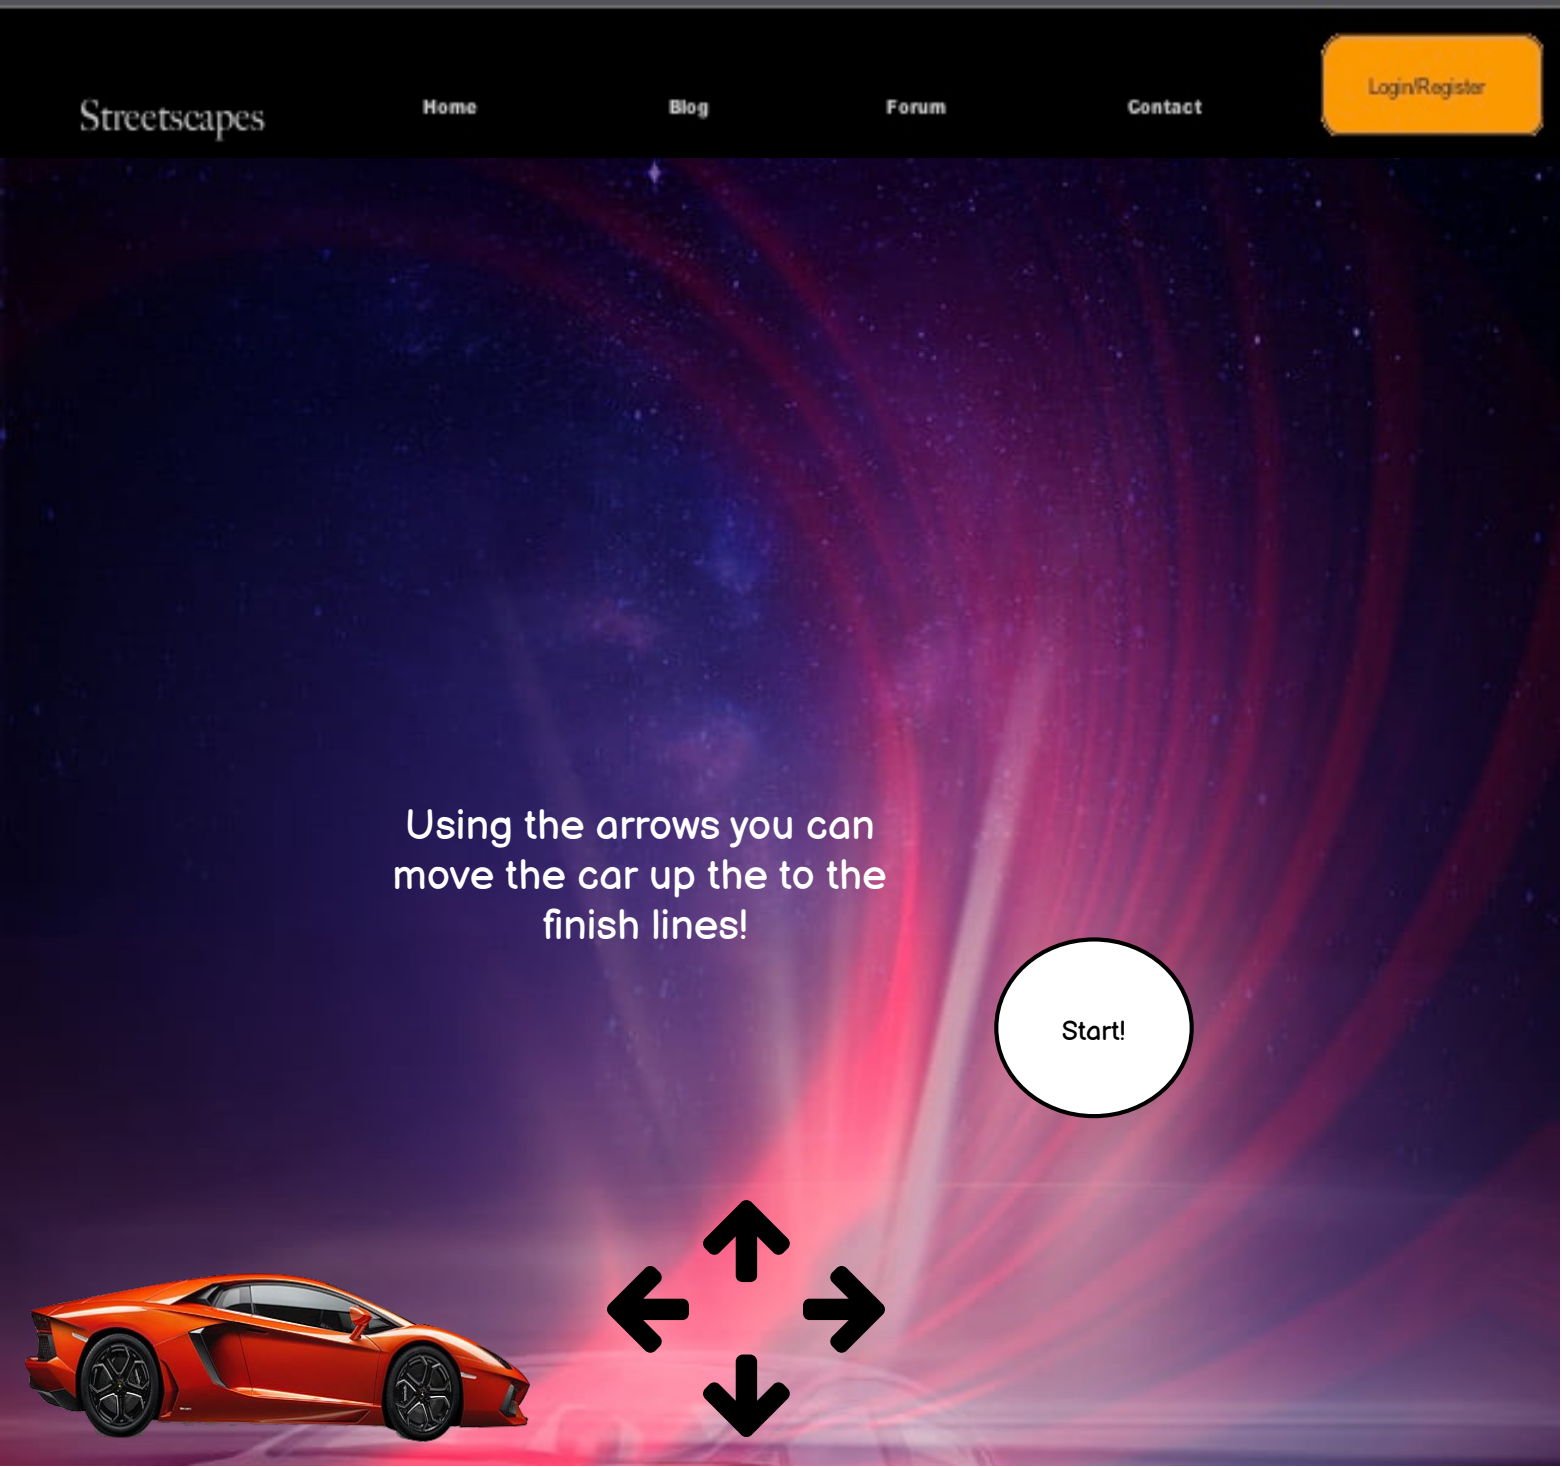 Streetscapes
Home
Blog
Forum
Contact
Login/Register
Using the arrows you can
move the car up the to the
finish lines!
Start!